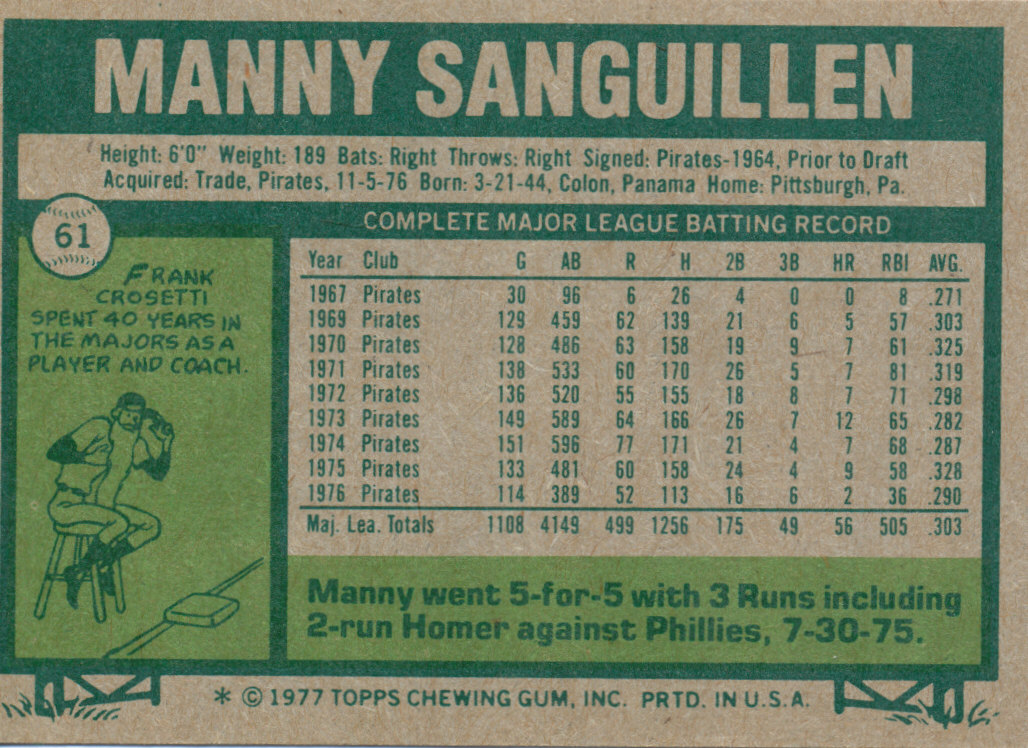 MANNY SANGUILLEN
Height: 6'0" Weight: 189 Bats: Right Throws: Right Signed: Pirates-1964, Prior to Draft
Acquired: Trade, Pirates, 11-5-76 Born: 3-21-44, Colon, Panama Home: Pittsburgh, Pa.
61
FRANK
CROSETTI
SPENT 40 YEARS IN
THE MAJORS AS A
PLAYER AND COACH.
COMPLETE MAJOR LEAGUE BATTING RECORD
Year Club G AB R H 2B 3B HR RBI AVG.
1967 Pirates 30 96 6 26 4 0 0 8 .271
1969 Pirates 129 459 62 139 21 6 5 57 .303
1970 Pirates 128 486 63 158 19 9 7 61 .325
1971 Pirates 138 533 60 170 26 5 7 81 .319
1972 Pirates 136 520 55 155 18 8 7 71 .298
1973 Pirates 149 589 64 166 26 7 12 65 .282
1974 Pirates 151 596 77 171 21 4 7 68 .287
1975 Pirates 133 481 60 158 24 4 9 58 .328
1976 Pirates 114 389 52 113 16 6 2 36 .290
Maj. Lea. Totals 1108 4149 499 1256 175 49 56 505 .303
Manny went 5-for-5 with 3 Runs including
2-run Homer against Phillies, 7-30-75.
* © 1977 TOPPS CHEWING GUM, INC. PRTD. IN U.S.A.